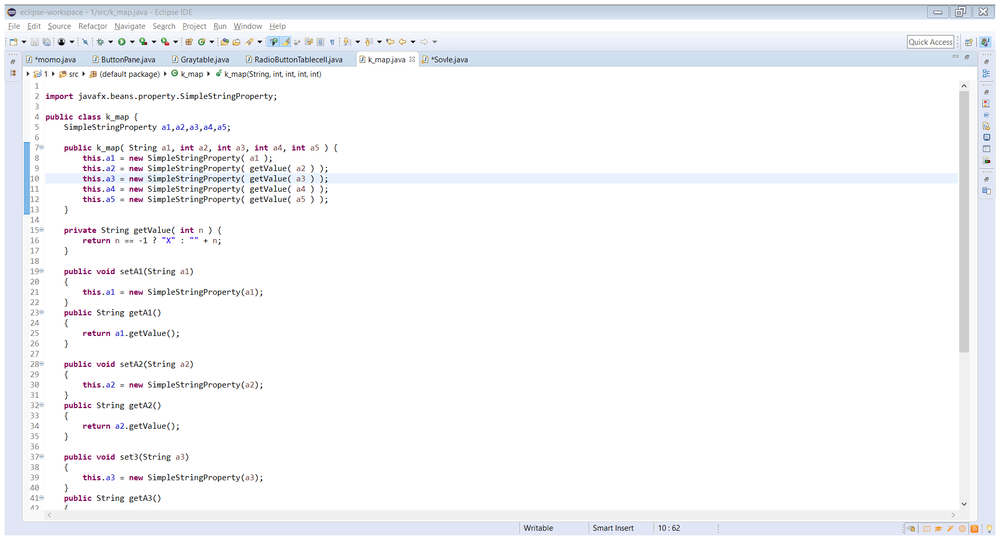 eclipse-workspace - 1/src/k_map.java - Eclipse IDE
File Edit Source Refactor Navigate Search Project Run Window Help
Quick Access
*momo.java ButtonPane.java Graytable.java RadioButtonTablecell.java k_map.java *Sovle.java
1 src (default package) k_map k_map(String, int, int, int, int)
1
2 import javafx.beans.property.SimpleStringProperty;
3
4 public class k_map {
5 SimpleStringProperty a1,a2,a3,a4,a5;
6
7 public k_map( String a1, int a2, int a3, int a4, int a5 ) {
8 this.a1 = new SimpleStringProperty( a1 );
9 this.a2 = new SimpleStringProperty( getValue( a2 ) );
10 this.a3 = new SimpleStringProperty( getValue( a3 ) );
11 this.a4 = new SimpleStringProperty( getValue( a4 ) );
12 this.a5 = new SimpleStringProperty( getValue( a5 ) );
13 }
14
15 private String getValue( int n ) {
16 return n == -1 ? "X" : "" + n;
17 }
18
19 public void setA1(String a1)
20 {
21 this.a1 = new SimpleStringProperty(a1);
22 }
23 public String getA1()
24 {
25 return a1.getValue();
26 }
27
28 public void setA2(String a2)
29 {
30 this.a2 = new SimpleStringProperty(a2);
31 }
32 public String getA2()
33 {
34 return a2.getValue();
35 }
36
37 public void set3(String a3)
38 {
39 this.a3 = new SimpleStringProperty(a3);
40 }
41 public String getA3()
42 {
Writable Smart Insert 10 : 62